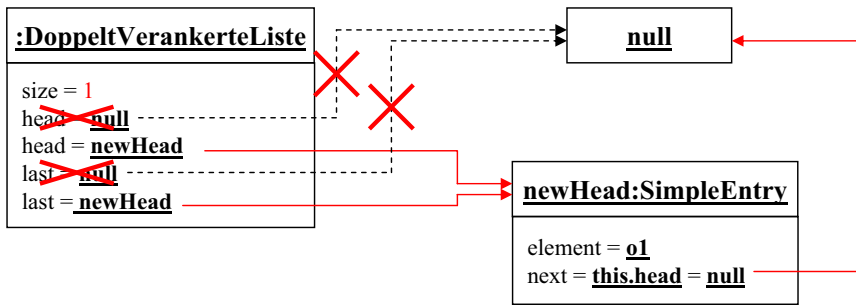 :DoppeltVerankerteListe
size = 1
head = null
head = newHead
last = null
last = newHead
null
newHead:SimpleEntry
element = o1
next = this.head = null